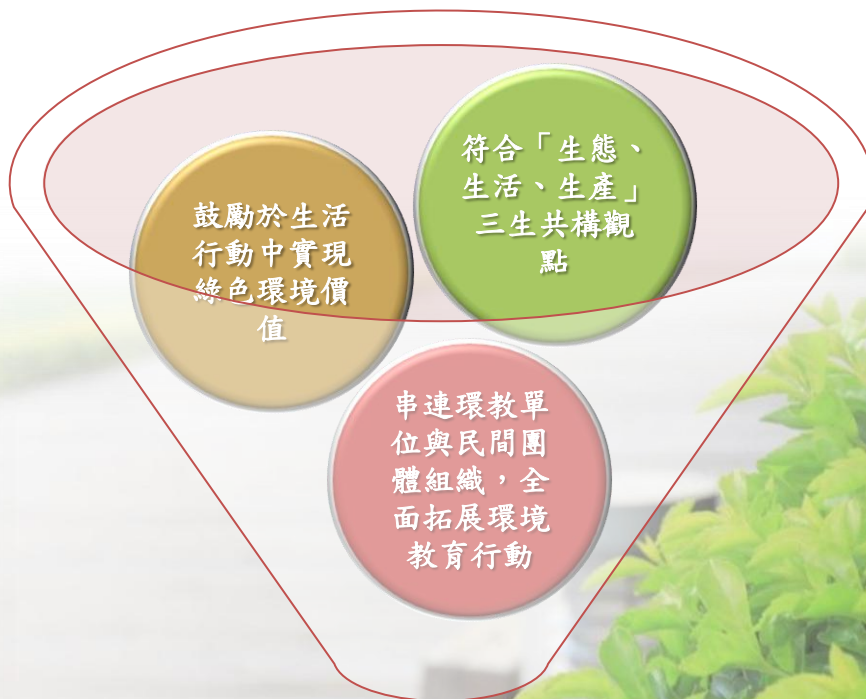 鼓勵於生活
行動中實現
綠色環境價
值
符合「生態、
生活、生產」
三生共構觀
點
串連環教單
位與民間團
體組織，全
面拓展環境
教育行動